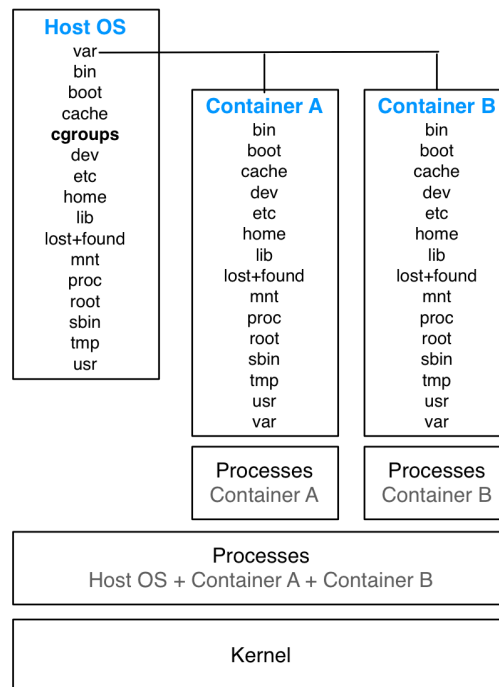 Host OS
var
bin
boot
cache
cgroups
dev
etc
home
lib
lost+found
mnt
proc
root
sbin
tmp
usr
Container A
bin
boot
cache
dev
etc
home
lib
lost+found
mnt
proc
root
sbin
tmp
usr
var
Container B
bin
boot
cache
dev
etc
home
lib
lost+found
mnt
proc
root
sbin
tmp
usr
var
Processes
Container A
Processes
Container B
Processes
Host OS + Container A + Container B
Kernel